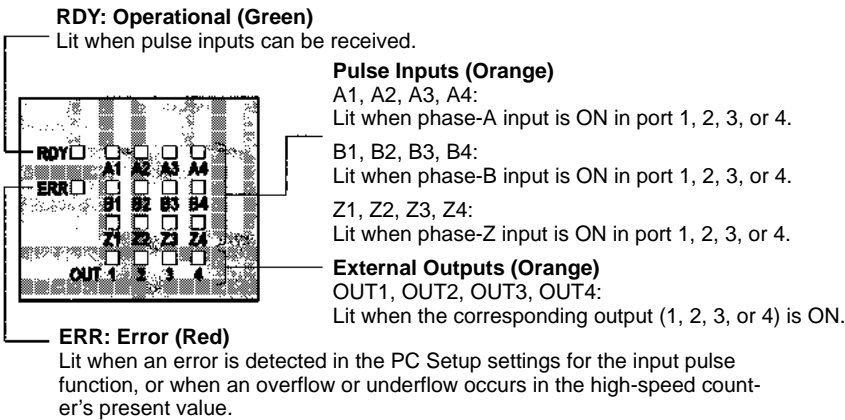 RDY: Operational (Green)
Lit when pulse inputs can be received.
Pulse Inputs (Orange)
A1, A2, A3, A4:
Lit when phase-A input is ON in port 1, 2, 3, or 4.
B1, B2, B3, B4:
Lit when phase-B input is ON in port 1, 2, 3, or 4.
Z1, Z2, Z3, Z4:
Lit when phase-Z input is ON in port 1, 2, 3, or 4.
RDY
A1 A2 A3 A4
ERR
B1 B2 B3 B4
Z1 Z2 Z3 Z4
OUT 1 2 3 4
External Outputs (Orange)
OUT1, OUT2, OUT3, OUT4:
Lit when the corresponding output (1, 2, 3, or 4) is ON.
ERR: Error (Red)
Lit when an error is detected in the PC Setup settings for the input pulse
function, or when an overflow or underflow occurs in the high-speed count-
er's present value.